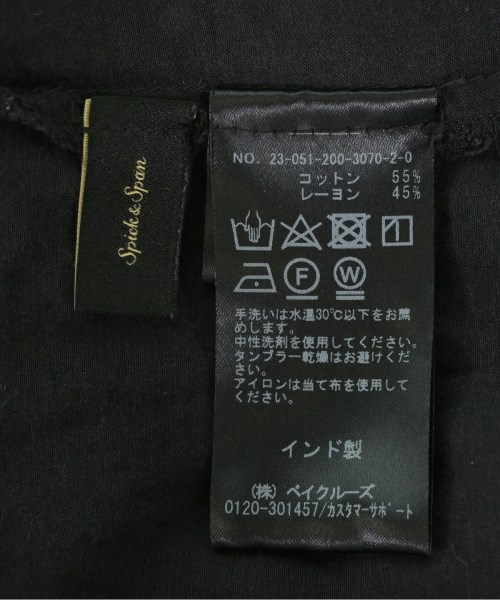 Spick & Span
NO. 23-051-200-3070-2-0
コットン 55%
レーヨン 45%
F W
手洗いは水温30℃以下をお薦
めします。
中性洗剤を使用してください。
タンブラー乾燥はお避けくだ
さい。
アイロンは当て布を使用して
ください。
インド製
(株) ベイクルーズ
0120-301457/カスタマーサポート